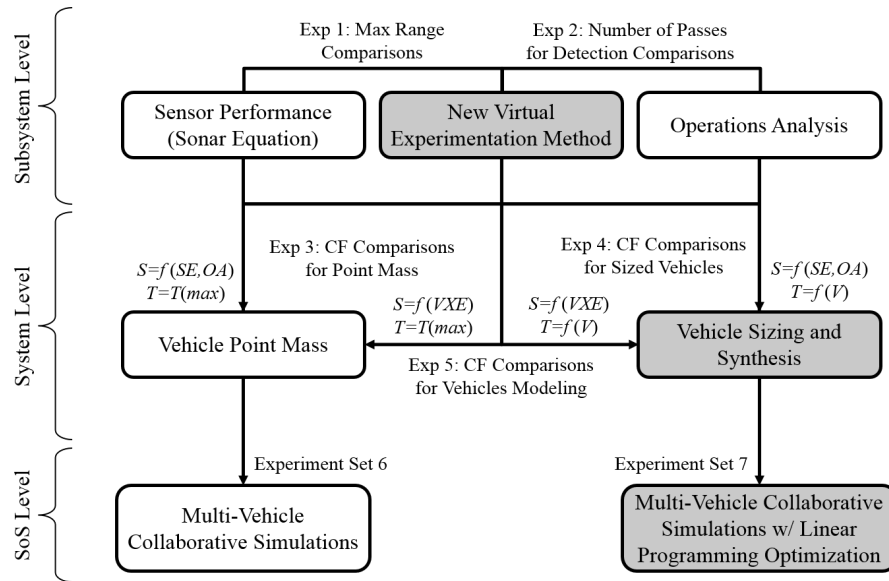 Subsystem Level
Exp 1: Max Range
Comparisons
Exp 2: Number of Passes
for Detection Comparisons
Sensor Performance
(Sonar Equation)
New Virtual
Experimentation Method
Operations Analysis
System Level
Exp 3: CF Comparisons
for Point Mass
Exp 4: CF Comparisons
for Sized Vehicles
S=f(SE,OA)
T=T(max)
S=f(VXE)
T=T(max)
S=f(VXE)
T=f(V)
S=f(SE,OA)
T=f(V)
Vehicle Point Mass
Vehicle Sizing and
Synthesis
Exp 5: CF Comparisons
for Vehicles Modeling
SoS Level
Experiment Set 6
Experiment Set 7
Multi-Vehicle
Collaborative Simulations
Multi-Vehicle Collaborative
Simulations w/ Linear
Programming Optimization